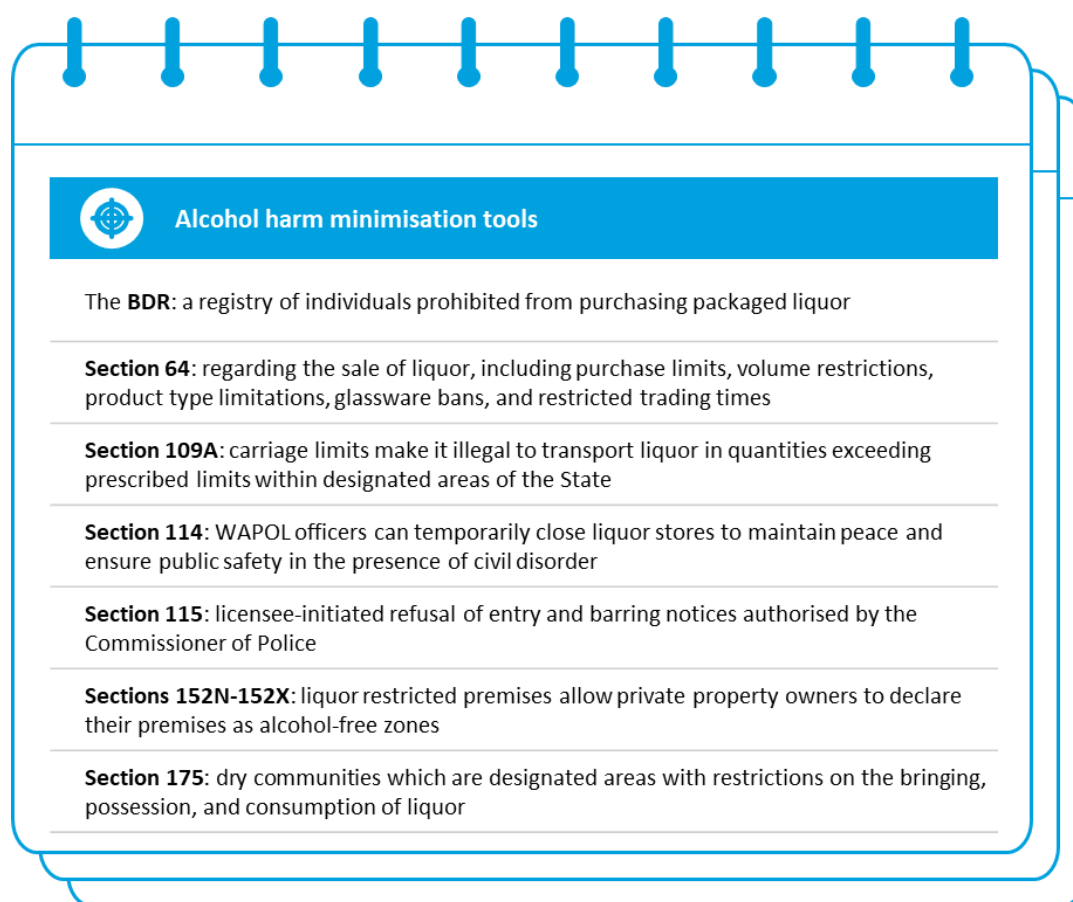 Alcohol harm minimisation tools
The BDR: a registry of individuals prohibited from purchasing packaged liquor
Section 64: regarding the sale of liquor, including purchase limits, volume restrictions,
product type limitations, glassware bans, and restricted trading times
Section 109A: carriage limits make it illegal to transport liquor in quantities exceeding
prescribed limits within designated areas of the State
Section 114: WAPOL officers can temporarily close liquor stores to maintain peace and
ensure public safety in the presence of civil disorder
Section 115: licensee-initiated refusal of entry and barring notices authorised by the
Commissioner of Police
Sections 152N-152X: liquor restricted premises allow private property owners to declare
their premises as alcohol-free zones
Section 175: dry communities which are designated areas with restrictions on the bringing,
possession, and consumption of liquor